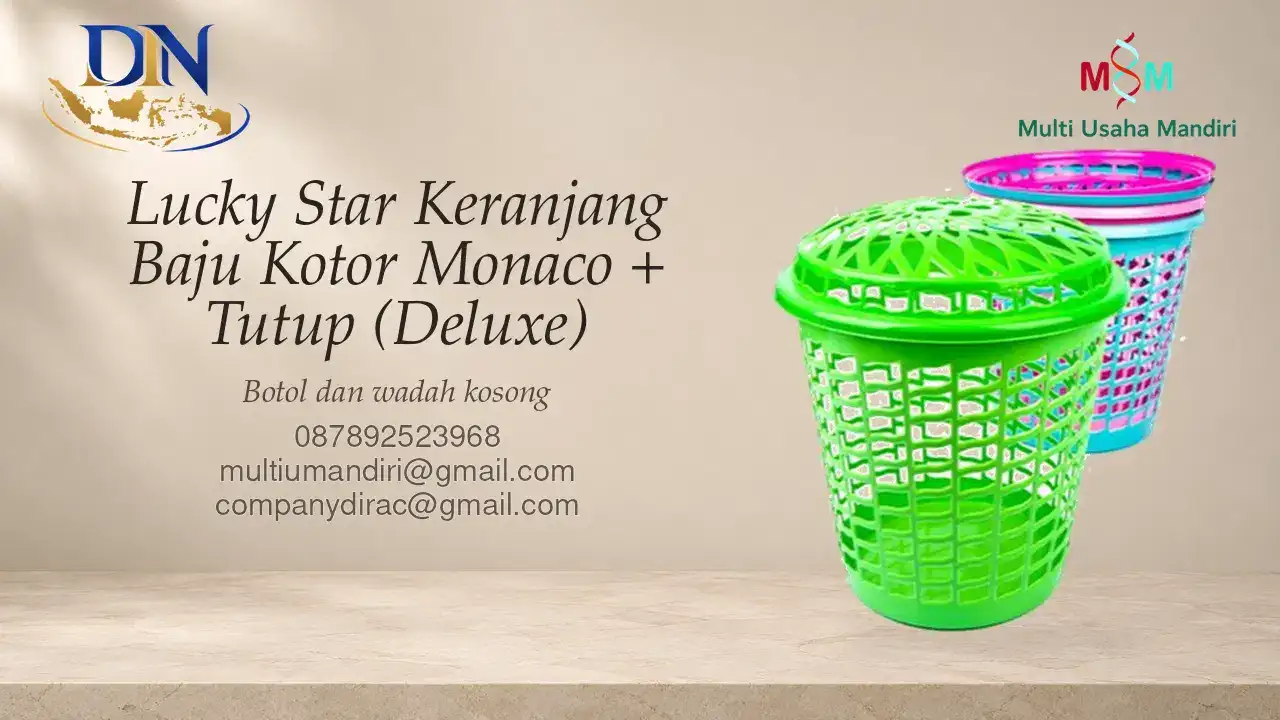 DN
M M
Multi Usaha Mandiri
Lucky Star Keranjang
Baju Kotor Monaco +
Tutup (Deluxe)
Botol dan wadah kosong
087892523968
multiumandiri@gmail.com
companydirac@gmail.com